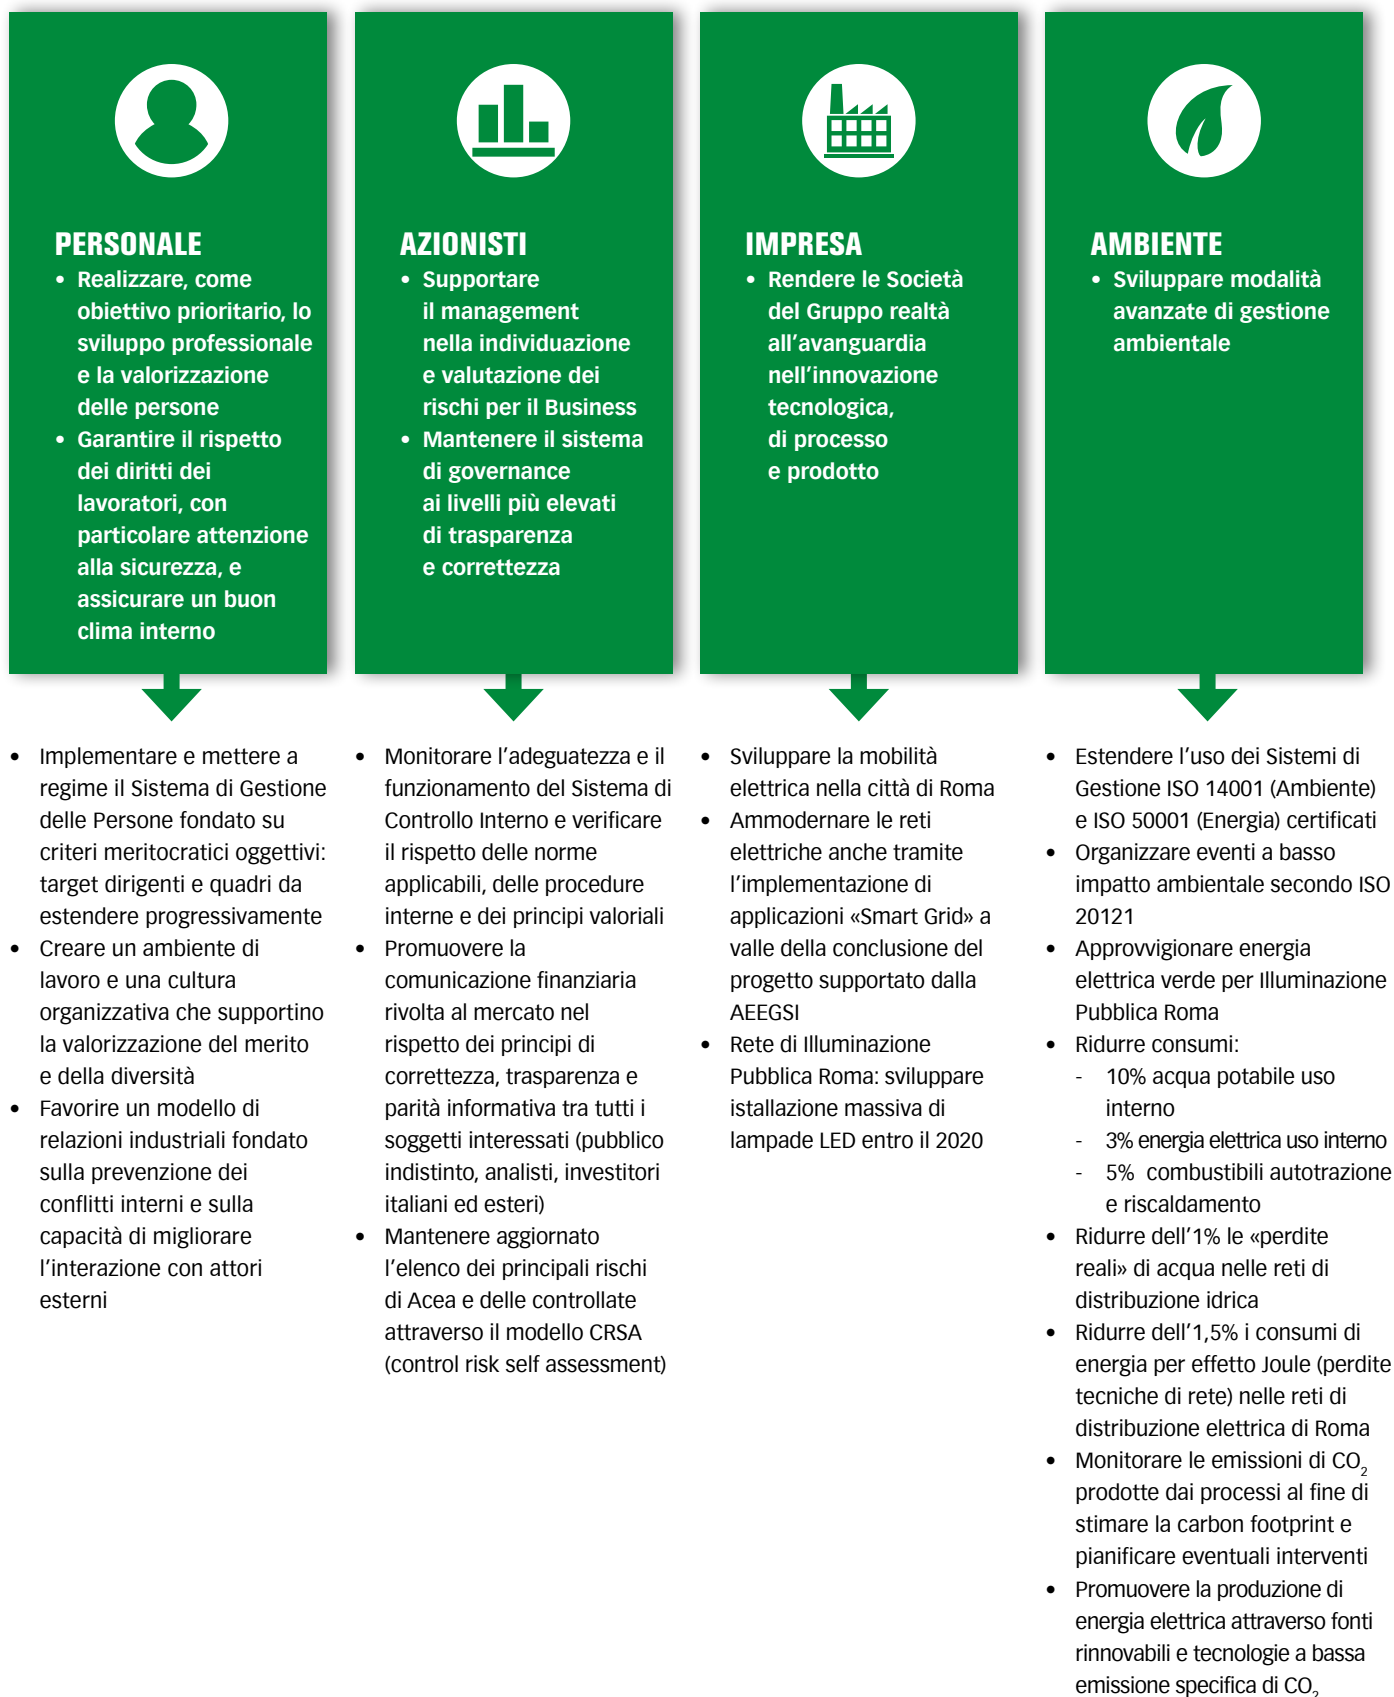 PERSONALE
• Realizzare, come
obiettivo prioritario, lo
sviluppo professionale
e la valorizzazione
delle persone
• Garantire il rispetto
dei diritti dei
lavoratori, con
particolare attenzione
alla sicurezza, e
assicurare un buon
clima interno
• Implementare e mettere a
regime il Sistema di Gestione
delle Persone fondato su
criteri meritocratici oggettivi:
target dirigenti e quadri da
estendere progressivamente
• Creare un ambiente di
lavoro e una cultura
organizzativa che supportino
la valorizzazione del merito
e della diversità
• Favorire un modello di
relazioni industriali fondato
sulla prevenzione dei
conflitti interni e sulla
capacità di migliorare
l'interazione con attori
esterni
AZIONISTI
• Supportare
il management
nella individuazione
e valutazione dei
rischi per il Business
• Mantenere il sistema
di governance
ai livelli più elevati
di trasparenza
e correttezza
• Monitorare l'adeguatezza e il
funzionamento del Sistema di
Controllo Interno e verificare
il rispetto delle norme
applicabili, delle procedure
interne e dei principi valoriali
• Promuovere la
comunicazione finanziaria
rivolta al mercato nel
rispetto dei principi di
correttezza, trasparenza e
parità informativa tra tutti i
soggetti interessati (pubblico
indistinto, analisti, investitori
italiani ed esteri)
• Mantenere aggiornato
l'elenco dei principali rischi
di Acea e delle controllate
attraverso il modello CRSA
(control risk self assessment)
IMPRESA
• Rendere le Società
del Gruppo realtà
all'avanguardia
nell'innovazione
tecnologica,
di processo
e prodotto
• Sviluppare la mobilità
elettrica nella città di Roma
• Ammodernare le reti
elettriche anche tramite
l'implementazione di
applicazioni «Smart Grid» a
valle della conclusione del
progetto supportato dalla
AEEGSI
• Rete di Illuminazione
Pubblica Roma: sviluppare
istallazione massiva di
lampade LED entro il 2020
AMBIENTE
• Sviluppare modalità
avanzate di gestione
ambientale
• Estendere l'uso dei Sistemi di
Gestione ISO 14001 (Ambiente)
e ISO 50001 (Energia) certificati
• Organizzare eventi a basso
impatto ambientale secondo ISO
20121
• Approvvigionare energia
elettrica verde per Illuminazione
Pubblica Roma
• Ridurre consumi:
- 10% acqua potabile uso
interno
- 3% energia elettrica uso interno
- 5% combustibili autotrazione
e riscaldamento
• Ridurre dell'1% le «perdite
reali» di acqua nelle reti di
distribuzione idrica
• Ridurre dell'1,5% i consumi di
energia per effetto Joule (perdite
tecniche di rete) nelle reti di
distribuzione elettrica di Roma
• Monitorare le emissioni di CO₂
prodotte dai processi al fine di
stimare la carbon footprint e
pianificare eventuali interventi
• Promuovere la produzione di
energia elettrica attraverso fonti
rinnovabili e tecnologie a bassa
emissione specifica di CO₂